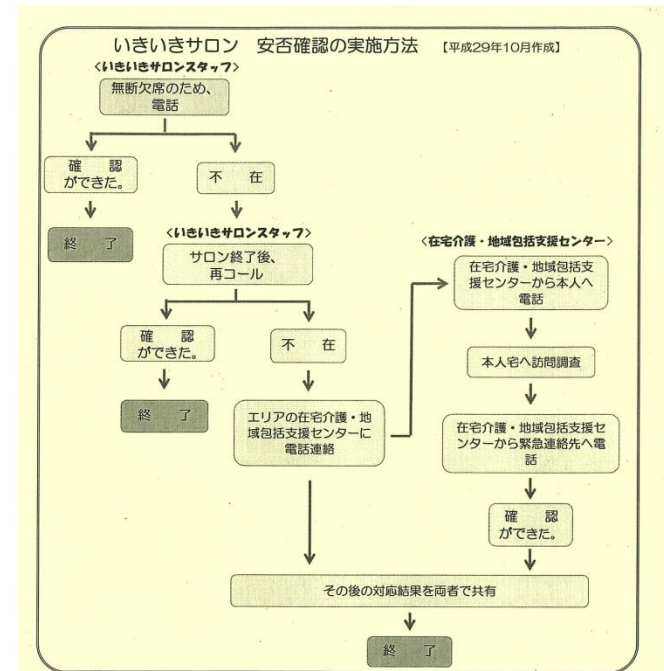 いきいきサロン 安否確認の実施方法 【平成29年10月作成】
<いきいきサロンスタッフ>
無断欠席のため、
電話
確 認
ができた。
不 在
終 了
<いきいきサロンスタッフ>
サロン終了後、
再コール
確 認
ができた。
不 在
終 了
エリアの在宅介護・地
域包括支援センターに
電話連絡
<在宅介護・地域包括支援センター>
在宅介護・地域包括支
援センターから本人へ
電話
本人宅へ訪問調査
在宅介護・地域包括支援セ
ンターから緊急連絡先へ電
話
確 認
ができた。
その後の対応結果を両者で共有
終 了